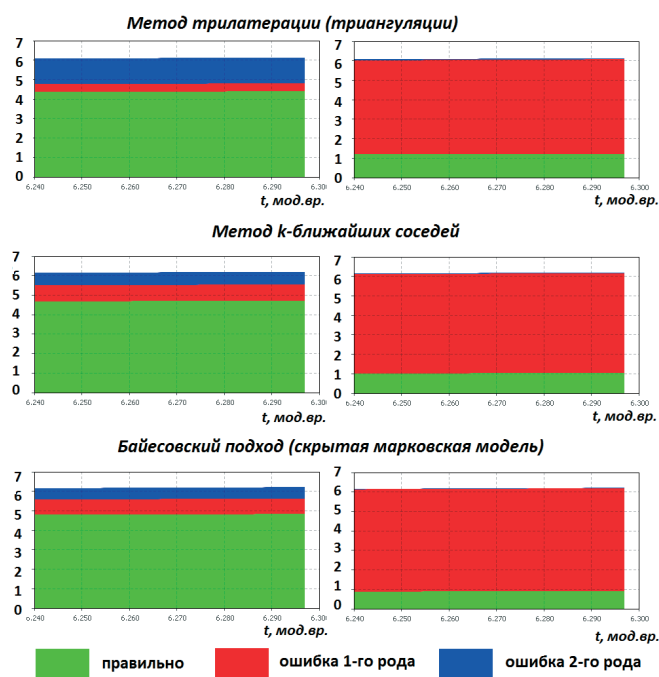 Метод трилатерации (триангуляции)
7 7
6 6
5 5
4 4
3 3
2 2
1 1
0 0
6.240 6.250 6.260 6.270 6.280 6.290 6.300 6.240 6.250 6.260 6.270 6.280 6.290 6.300
t, мод.вр. t, мод.вр.
Метод k-ближайших соседей
7 7
6 6
5 5
4 4
3 3
2 2
1 1
0 0
6.240 6.250 6.260 6.270 6.280 6.290 6.300 6.240 6.250 6.260 6.270 6.280 6.290 6.300
t, мод.вр. t, мод.вр.
Байесовский подход (скрытая марковская модель)
7 7
6 6
5 5
4 4
3 3
2 2
1 1
0 0
6.240 6.250 6.260 6.270 6.280 6.290 6.300 6.240 6.250 6.260 6.270 6.280 6.290 6.300
t, мод.вр. t, мод.вр.
правильно ошибка 1-го рода ошибка 2-го рода